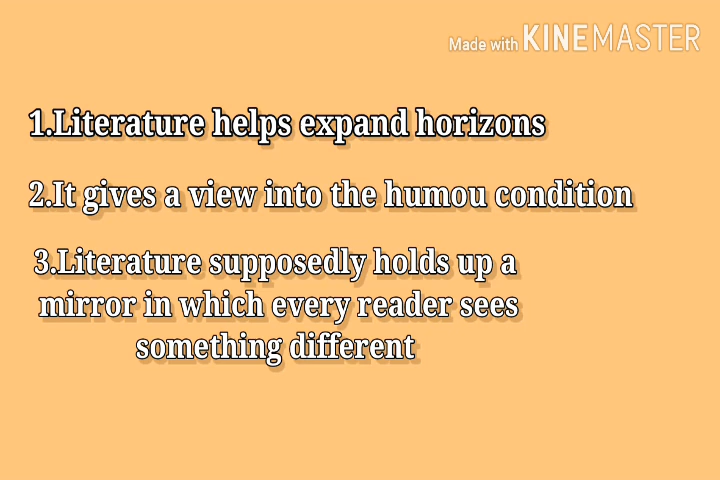 Made with KINEMASTER
1.Literature helps expand horizons
2.It gives a view into the humou condition
3.Literature supposedly holds up a
mirror in which every reader sees
something different